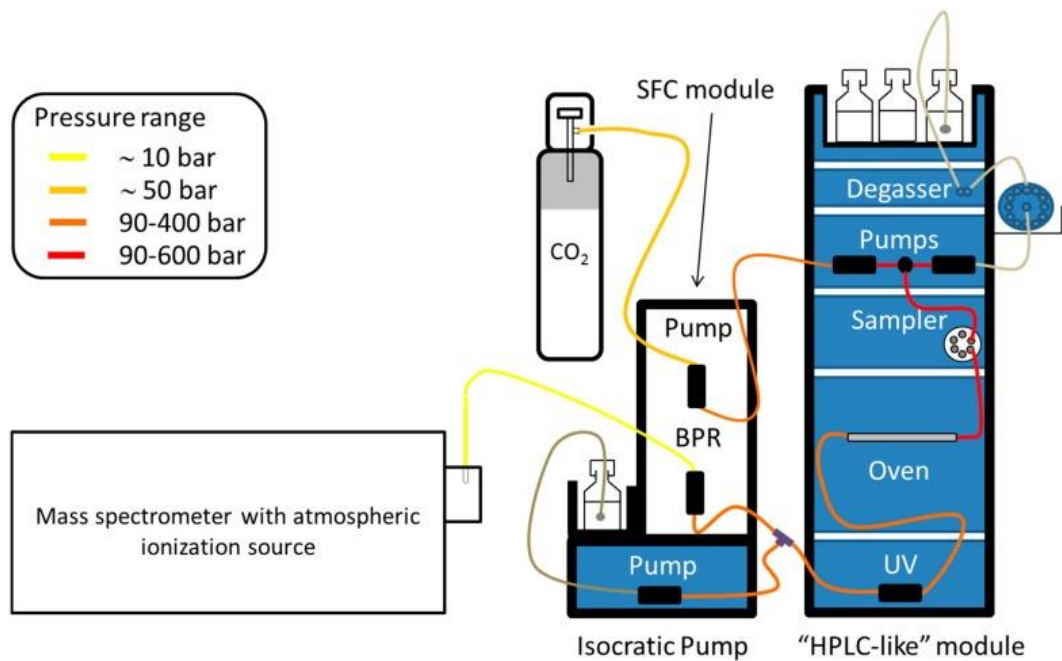 Pressure range
~ 10 bar
~ 50 bar
90-400 bar
90-600 bar
SFC module
CO₂
Degasser
Pumps
Pump
Sampler
BPR
Oven
Mass spectrometer with atmospheric
ionization source
Pump
UV
Isocratic Pump
“HPLC-like” module